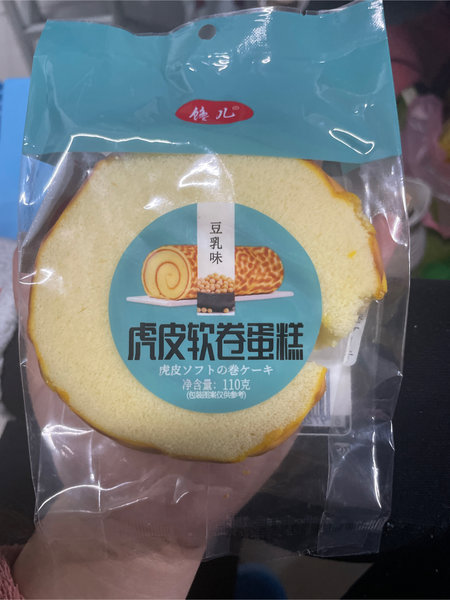 馋儿®
豆乳味
虎皮软卷蛋糕
虎皮ソフトの巻ケーキ
净含量：110克
(包装图案仅供参考)